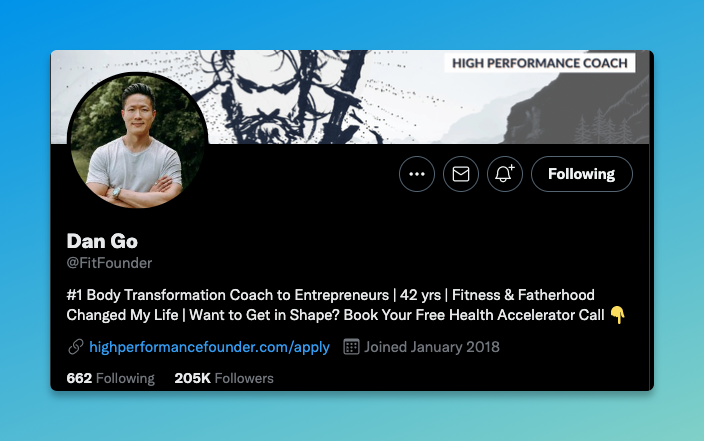 HIGH PERFORMANCE COACH
Following
Dan Go
@FitFounder
#1 Body Transformation Coach to Entrepreneurs | 42 yrs | Fitness & Fatherhood
Changed My Life | Want to Get in Shape? Book Your Free Health Accelerator Call 👇
highperformancefounder.com/apply Joined January 2018
662 Following 205K Followers